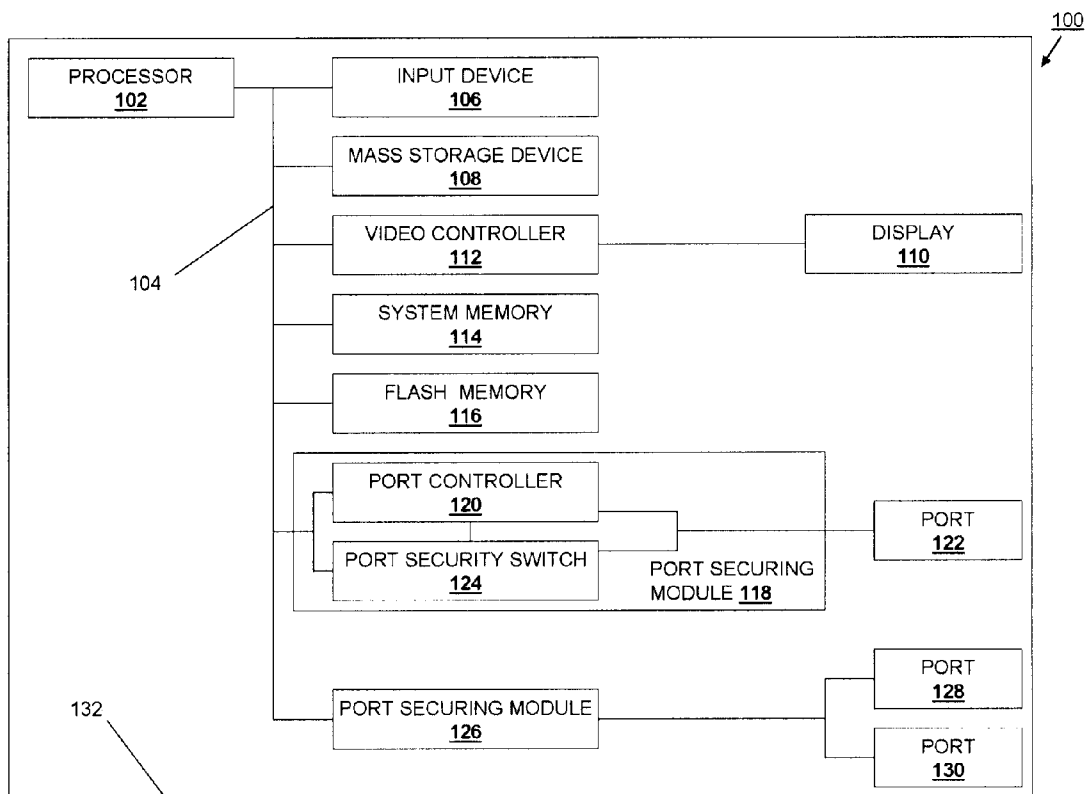 100
PROCESSOR
102
INPUT DEVICE
106
MASS STORAGE DEVICE
108
104
VIDEO CONTROLLER
112
DISPLAY
110
SYSTEM MEMORY
114
FLASH MEMORY
116
PORT CONTROLLER
120
PORT SECURITY SWITCH
124
PORT SECURING
MODULE 118
PORT
122
132
PORT SECURING MODULE
126
PORT
128
PORT
130